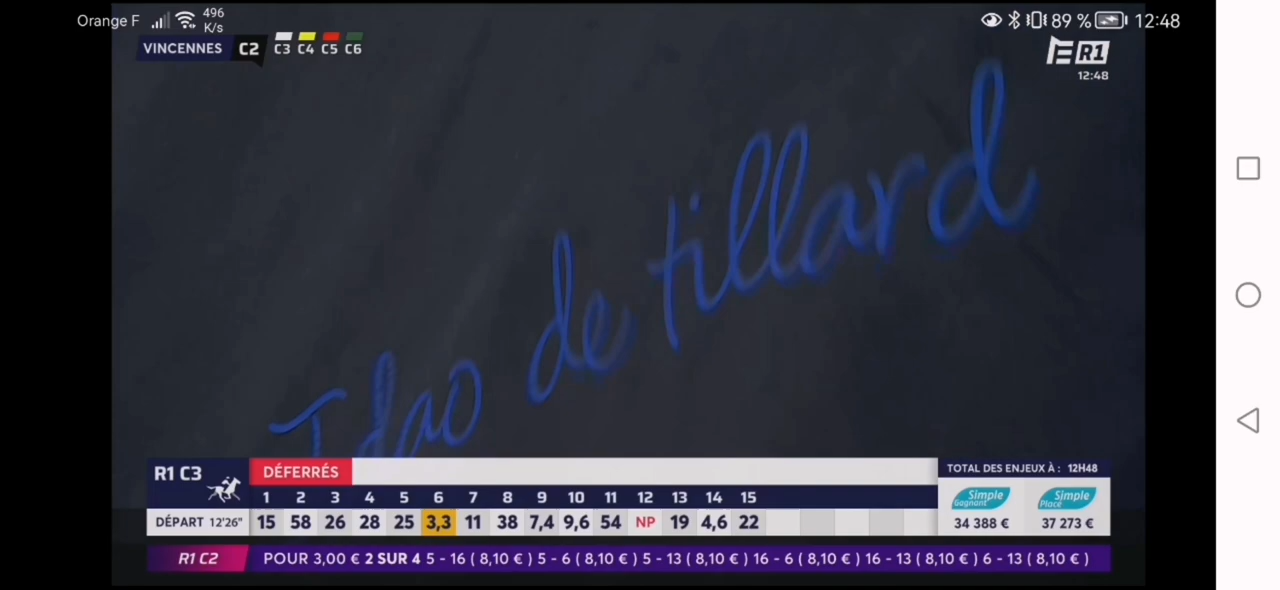 Orange F 496 K/s 89 % 12:48
VINCENNES C2 C3 C4 C5 C6
R1
12:48
Idao de tillard
R1 C3 DÉFERRÉS
1 2 3 4 5 6 7 8 9 10 11 12 13 14 15
DÉPART 12'26" 15 58 26 28 25 3,3 11 38 7,4 9,6 54 NP 19 4,6 22
TOTAL DES ENJEUX À : 12H48
Simple Gagnant Simple Placé
34 388 € 37 273 €
R1 C2 POUR 3,00 € 2 SUR 4 5 - 16 ( 8,10 € ) 5 - 6 ( 8,10 € ) 5 - 13 ( 8,10 € ) 16 - 6 ( 8,10 € ) 16 - 13 ( 8,10 € ) 6 - 13 ( 8,10 € )